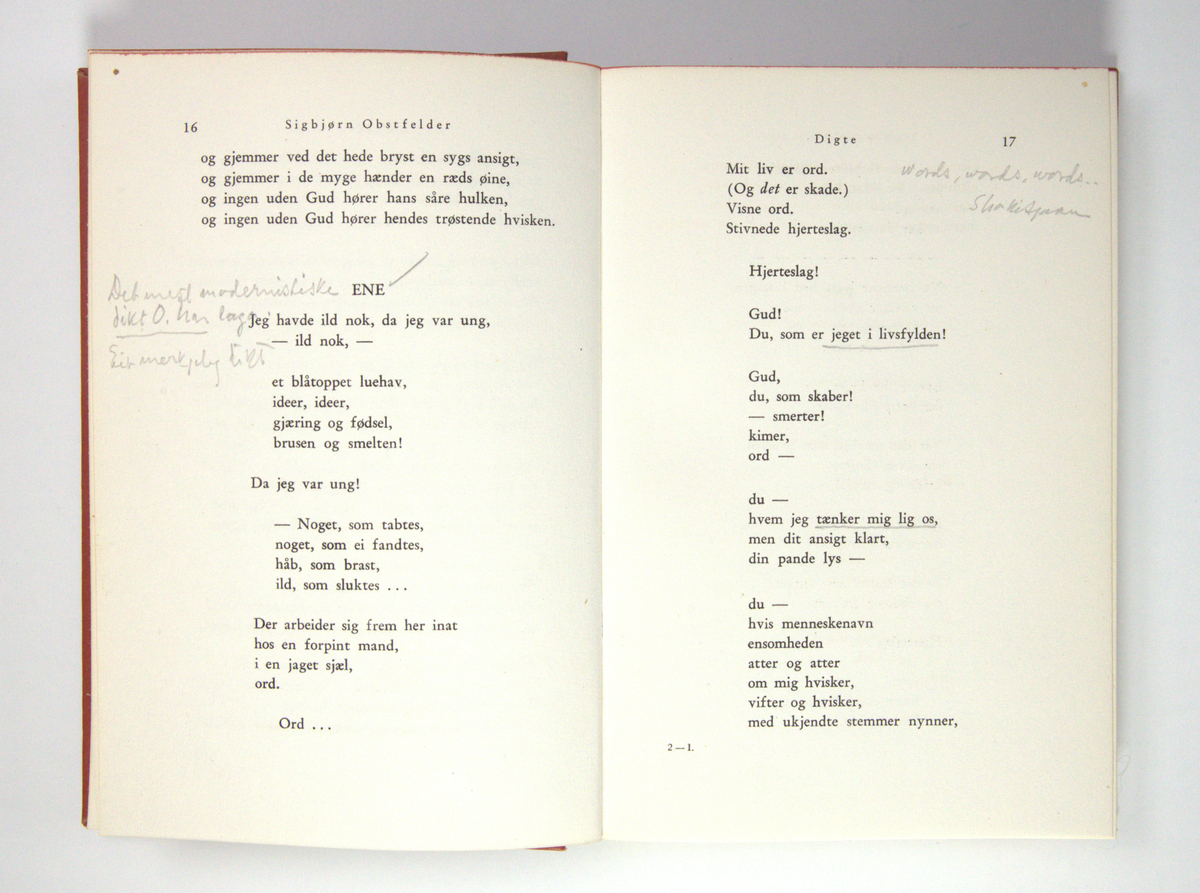 16
Sigbjørn Obstfelder
og gjemmer ved det hede bryst en sygs ansigt,
og gjemmer i de myge hænder en ræds øine,
og ingen uden Gud hører hans såre hulken,
og ingen uden Gud hører hendes trøstende hvisken.
Det mest modernistiske
dikt O. har
ENE
Jeg havde ild nok, da jeg var ung,
— ild nok, —
et blåtoppet luehav,
ideer, ideer,
gjæring og fødsel,
brusen og smelten!
Da jeg var ung!
— Noget, som tabtes,
noget, som ei fandtes,
håb, som brast,
ild, som sluktes ...
Der arbeider sig frem her inat
hos en forpint mand,
i en jaget sjæl,
ord.
Ord ...
Digte
17
Mit liv er ord.
words, words, words..
(Og det er skade.)
Shakespeare
Visne ord.
Stivnede hjerteslag.
Hjerteslag!
Gud!
Du, som er jeget i livsfylden!
Gud,
du, som skaber!
— smerter!
kimer,
ord —
du —
hvem jeg tænker mig lig os,
men dit ansigt klart,
din pande lys —
du —
hvis menneskenavn
ensomheden
atter og atter
om mig hvisker,
vifter og hvisker,
med ukjendte stemmer nynner,
2 — I.